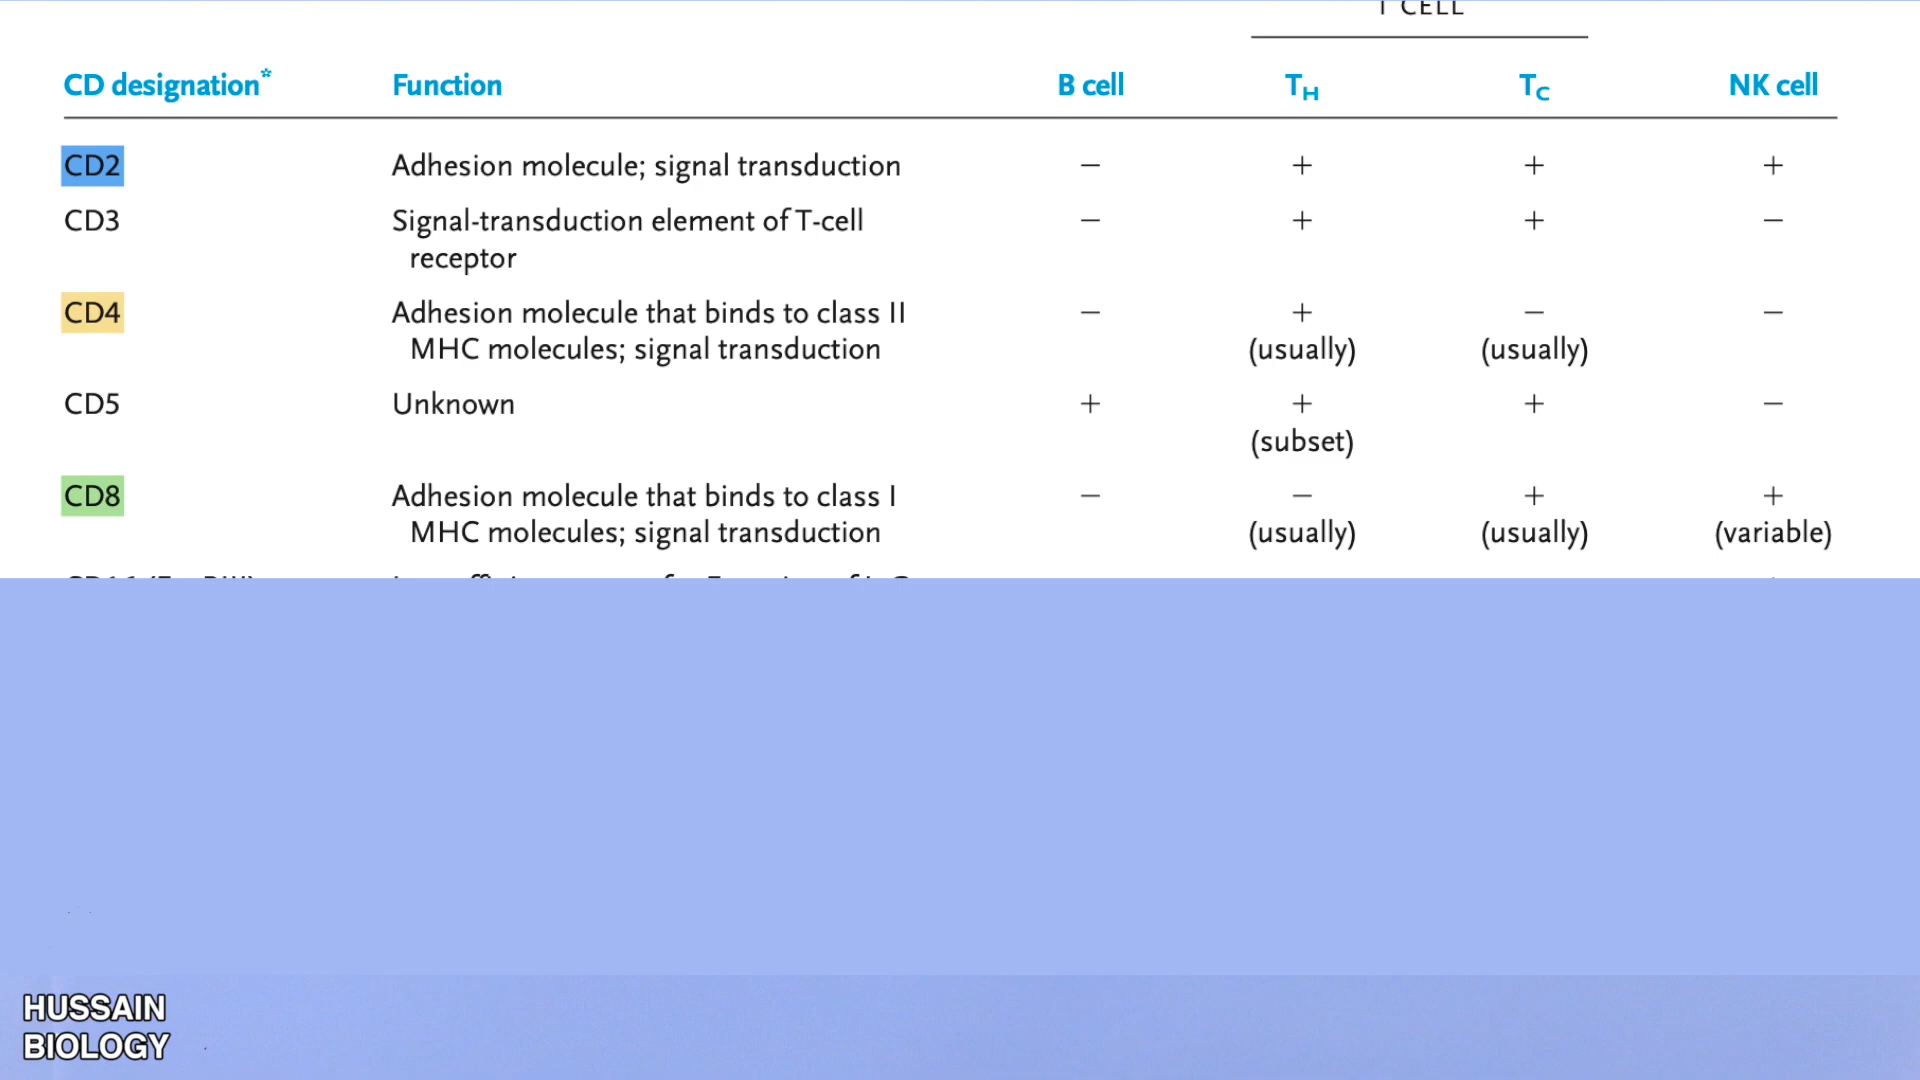 T CELL
CD designation* Function B cell TH TC NK cell
CD2 Adhesion molecule; signal transduction − + + +
CD3 Signal-transduction element of T-cell − + + −
receptor
CD4 Adhesion molecule that binds to class II − + − −
MHC molecules; signal transduction (usually) (usually)
CD5 Unknown + + + −
(subset)
CD8 Adhesion molecule that binds to class I − − + +
MHC molecules; signal transduction (usually) (usually) (variable)
HUSSAIN
BIOLOGY